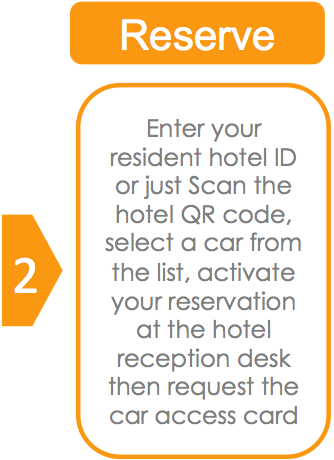 Reserve
2
Enter your
resident hotel ID
or just Scan the
hotel QR code,
select a car from
the list, activate
your reservation
at the hotel
reception desk
then request the
car access card